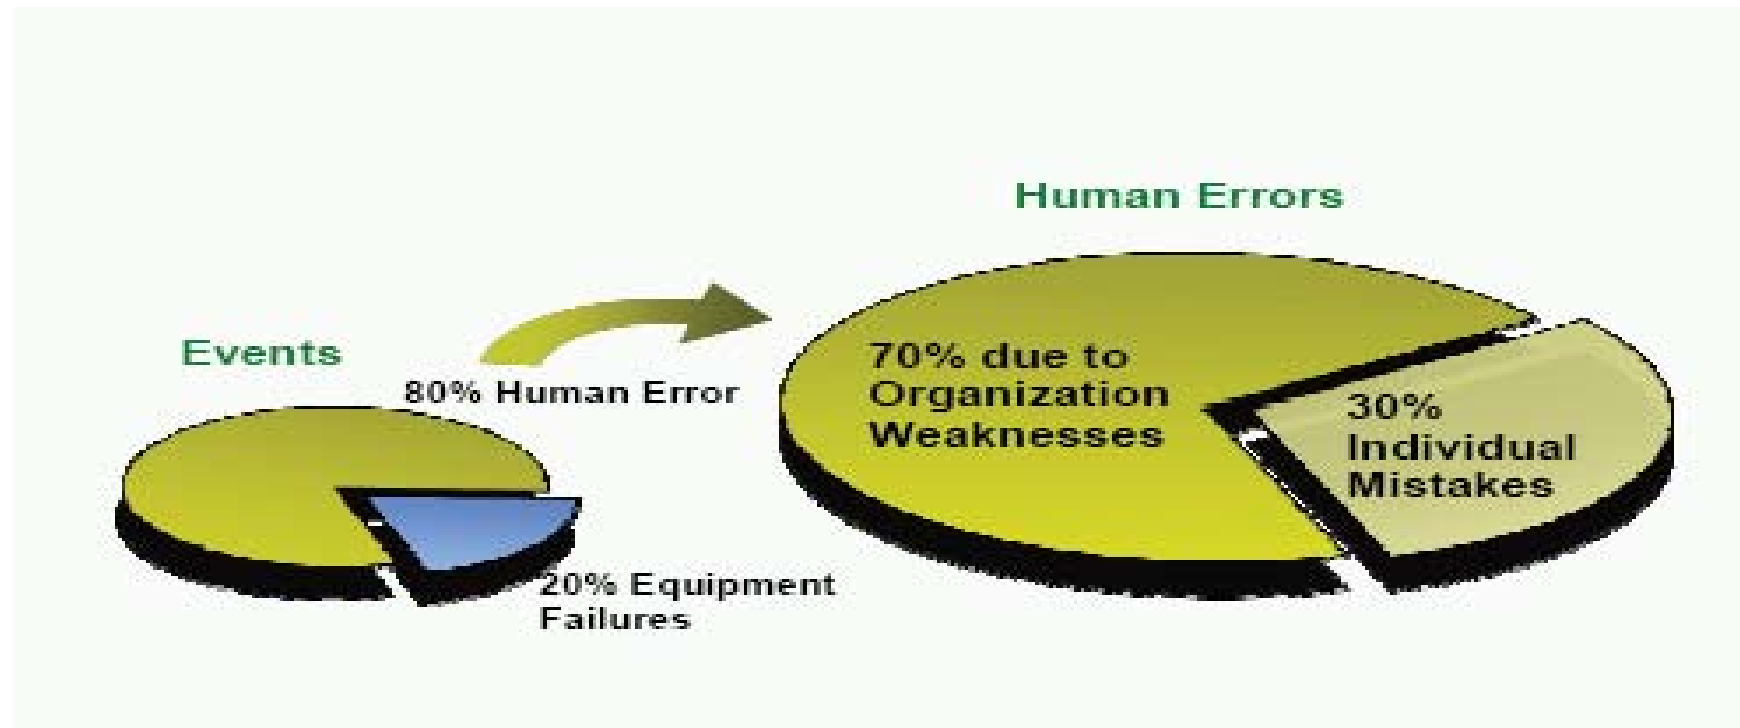 Events
80% Human Error
20% Equipment
Failures
Human Errors
70% due to
Organization
Weaknesses
30%
Individual
Mistakes